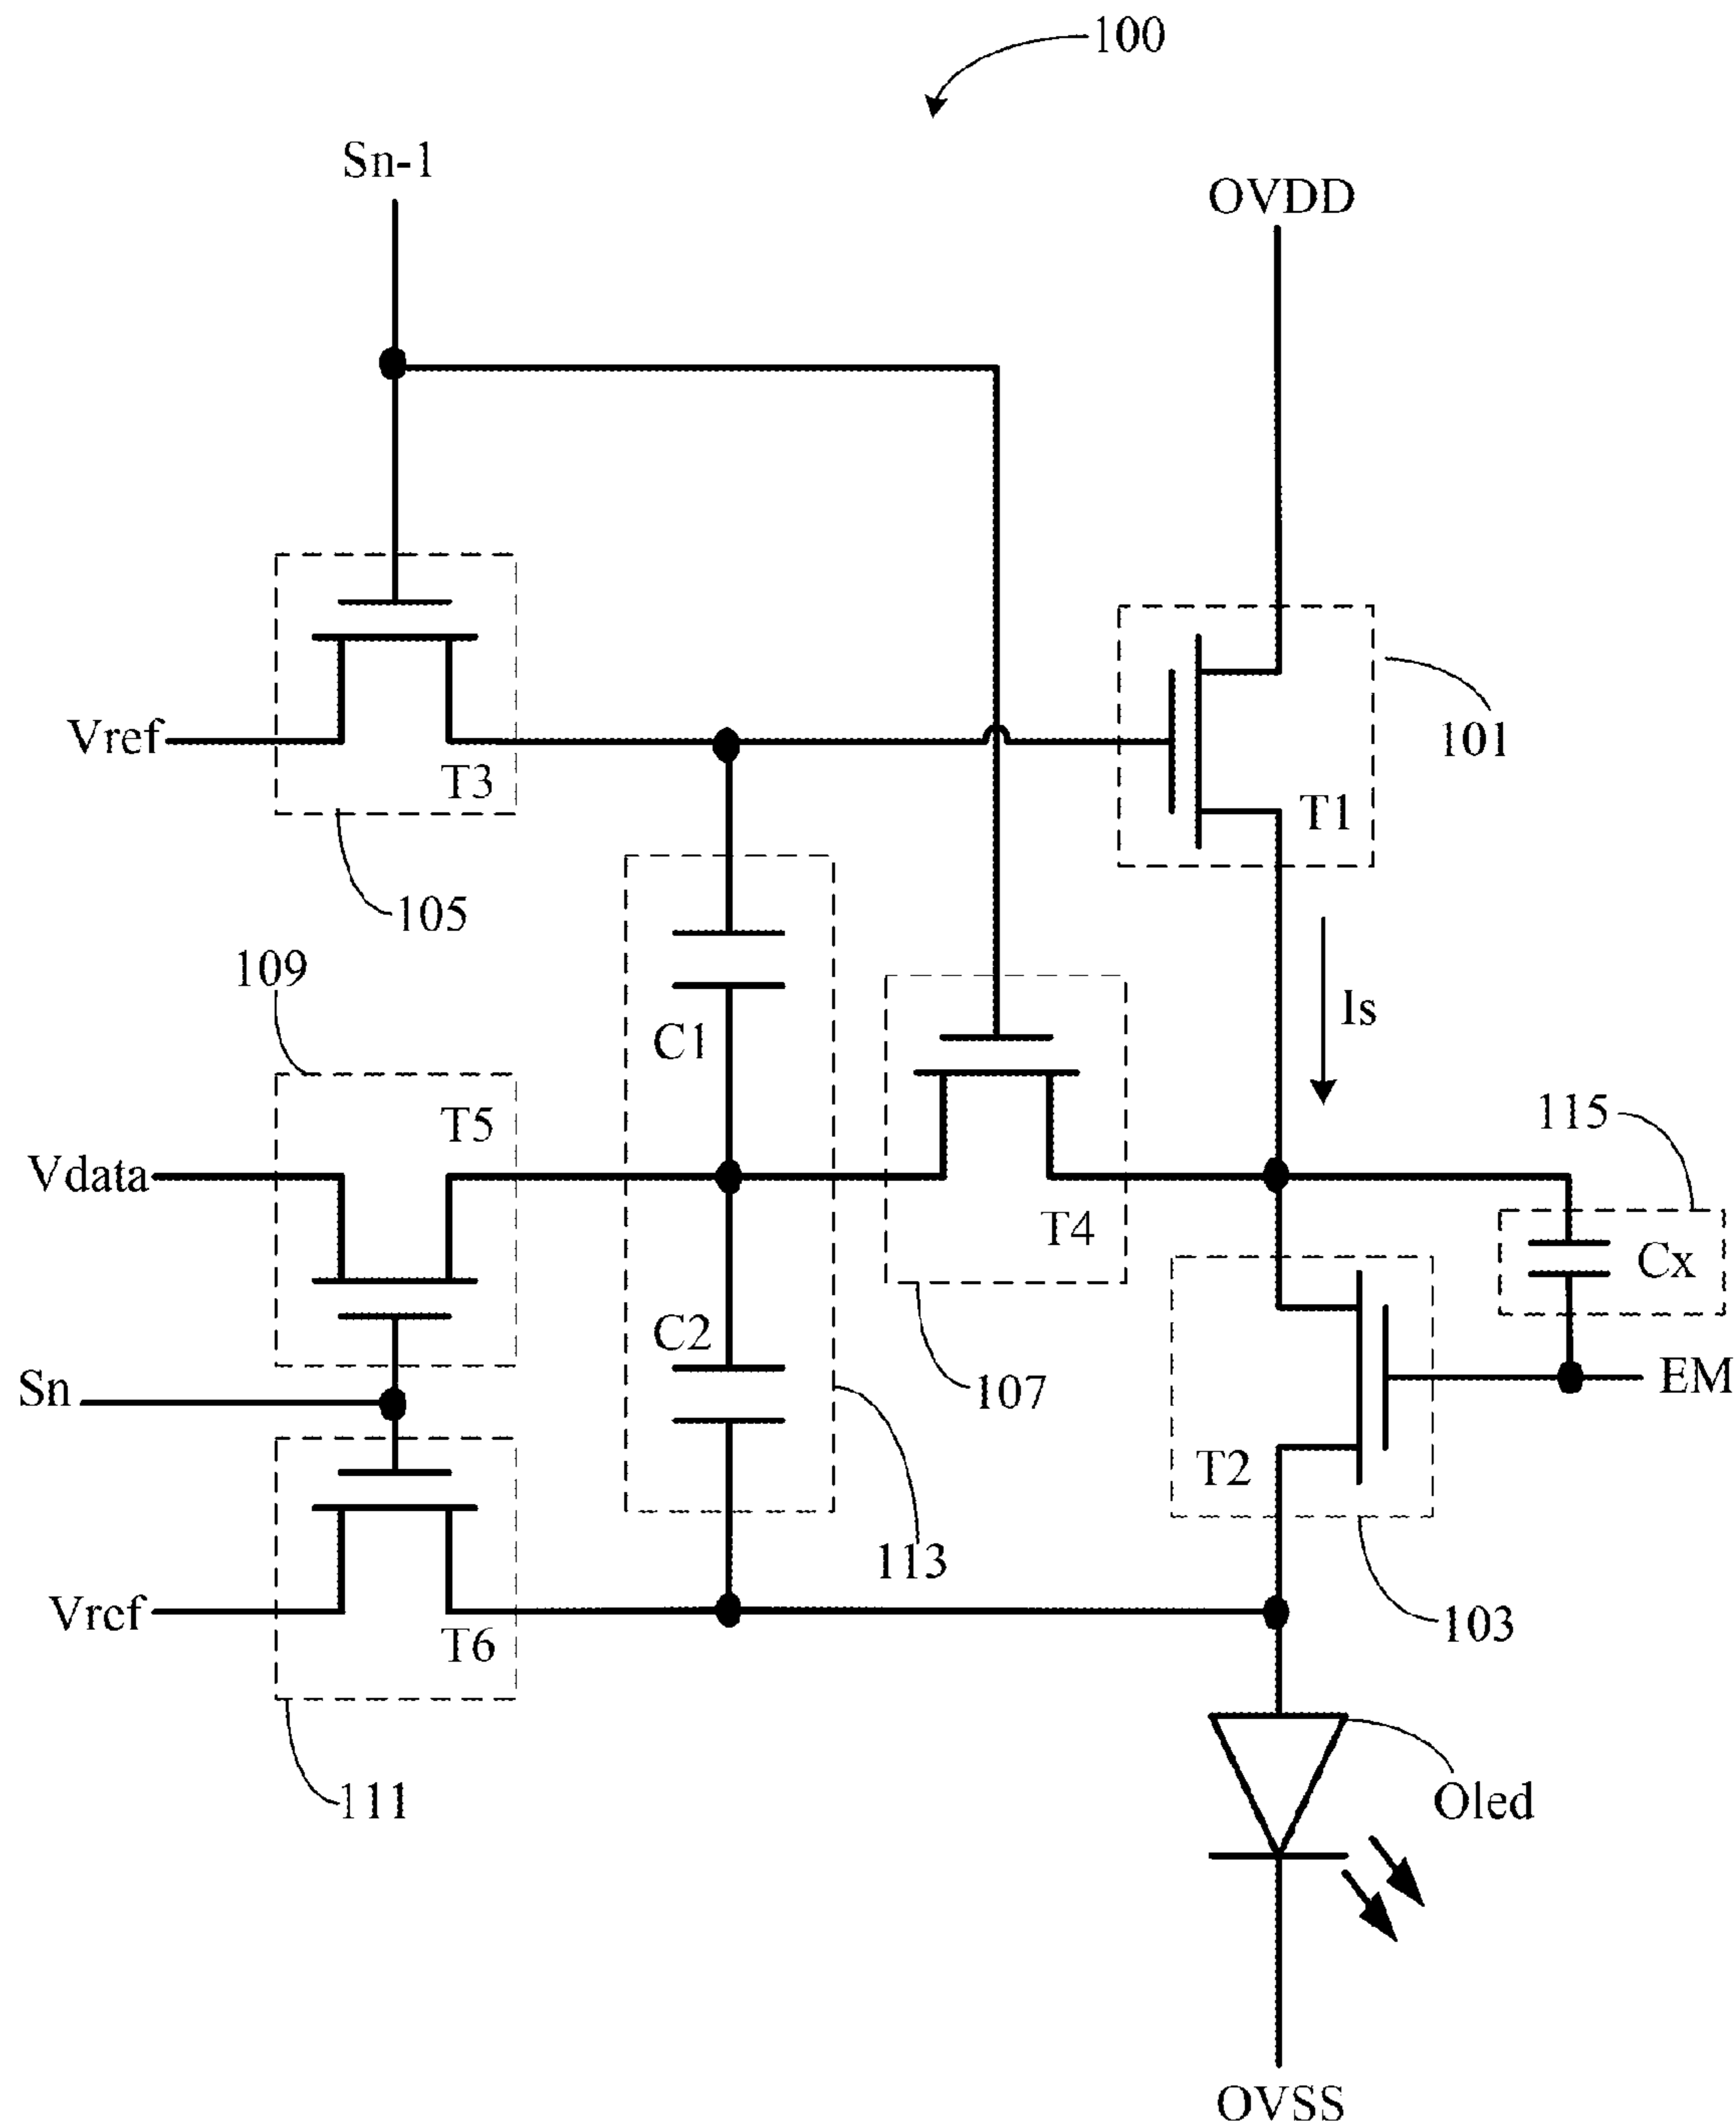 100
Sn-1
OVDD
Vref
T3
T1
101
105
109
C1
Is
T5
115
Vdata
T4
Cx
C2
Sn
107
EM
T2
113
Vref
T6
103
111
Oled
OVSS